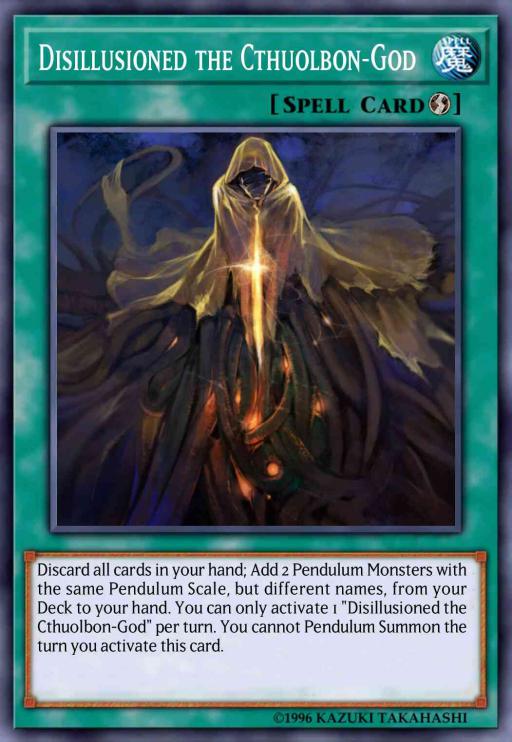 Disillusioned the Cthuolbon-God
[Spell Card]
Discard all cards in your hand; Add 2 Pendulum Monsters with
the same Pendulum Scale, but different names, from your
Deck to your hand. You can only activate 1 "Disillusioned the
Cthuolbon-God" per turn. You cannot Pendulum Summon the
turn you activate this card.
©1996 KAZUKI TAKAHASHI